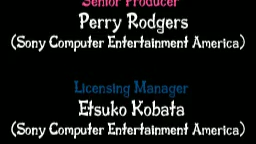 Senior Producer
Perry Rodgers
(Sony Computer Entertainment America)
Licensing Manager
Etsuko Kobata
(Sony Computer Entertainment America)